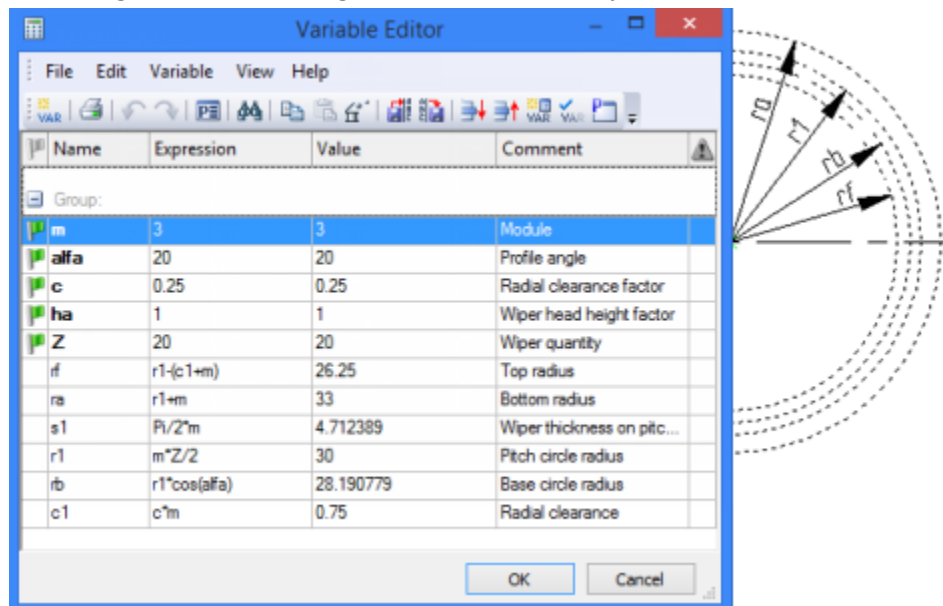 Variable Editor
File Edit Variable View Help
VAR VAR VAR
Name Expression Value Comment
Group:
m 3 3 Module
alfa 20 20 Profile angle
c 0.25 0.25 Radial clearance factor
ha 1 1 Wiper head height factor
Z 20 20 Wiper quantity
rf r1-(c1+m) 26.25 Top radius
ra r1+m 33 Bottom radius
s1 Pi/2*m 4.712389 Wiper thickness on pitc...
r1 m*Z/2 30 Pitch circle radius
rb r1*cos(alfa) 28.190779 Base circle radius
c1 c*m 0.75 Radial clearance
OK Cancel
ra
r1
rb
rf